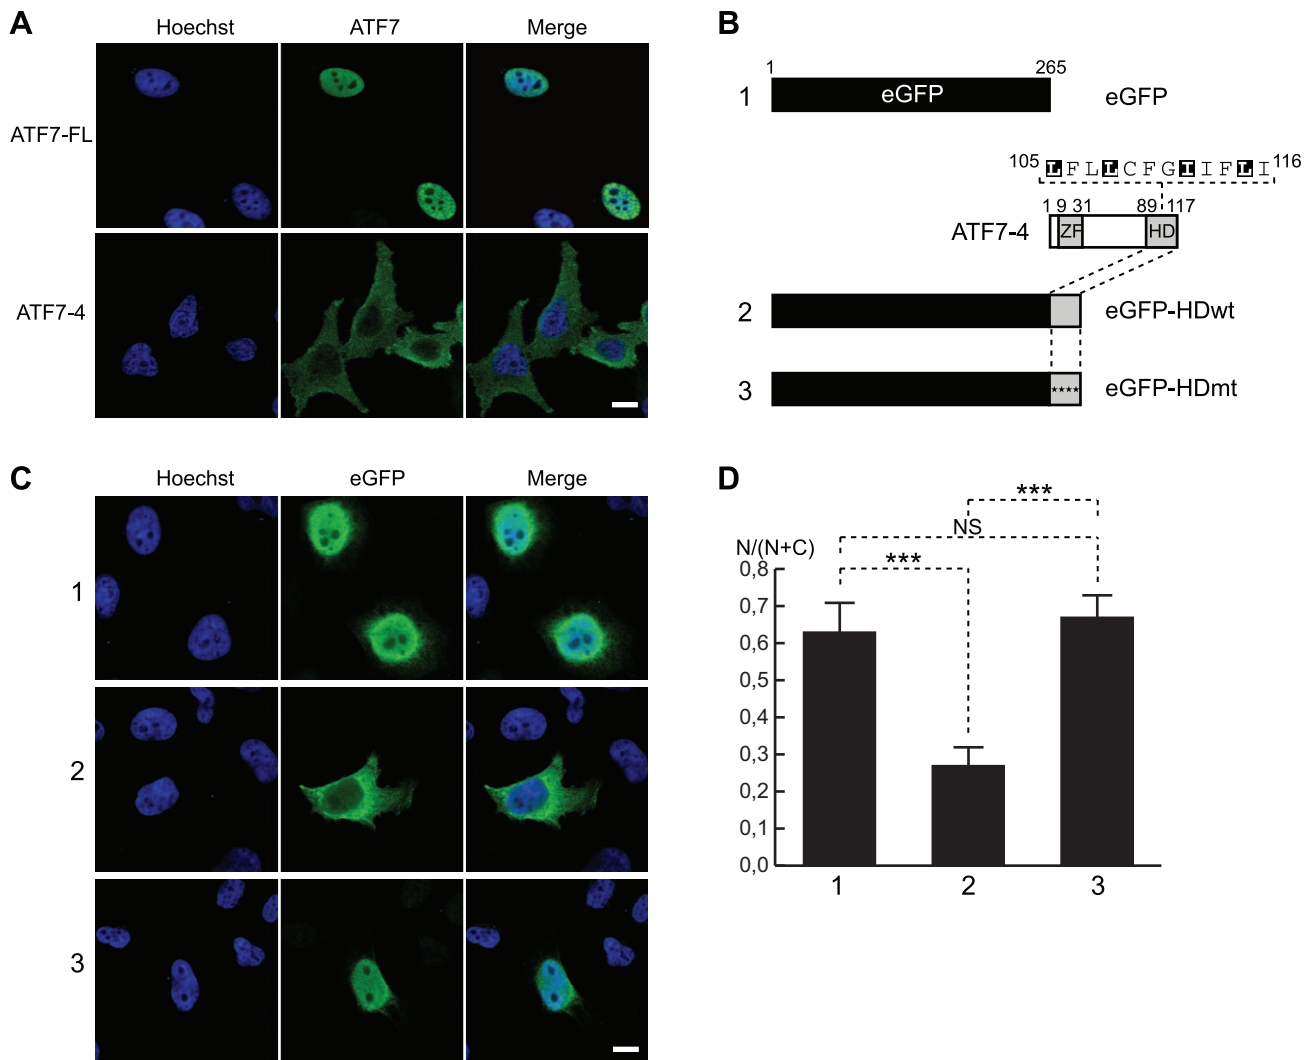 A
Hoechst ATF7 Merge
ATF7-FL
ATF7-4
B
1 265
1 eGFP eGFP
105 L F L L C F G I I F L I 116
1 9 31 89 117
ATF7-4 ZF HD
2 eGFP-HDwt
3 ★★★★ eGFP-HDmt
C
Hoechst eGFP Merge
1
2
3
D
***
NS
N/(N+C)
***
0,8
0,7
0,6
0,5
0,4
0,3
0,2
0,1
0,0
1 2 3